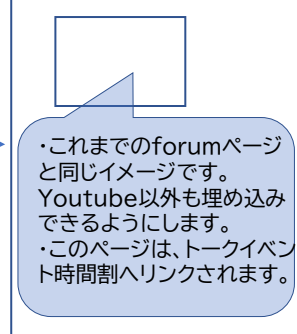 ・これまでのforumページ
と同じイメージです。
Youtube以外も埋め込み
できるようにします。
・このページは、トークイベン
ト時間割へリンクされます。